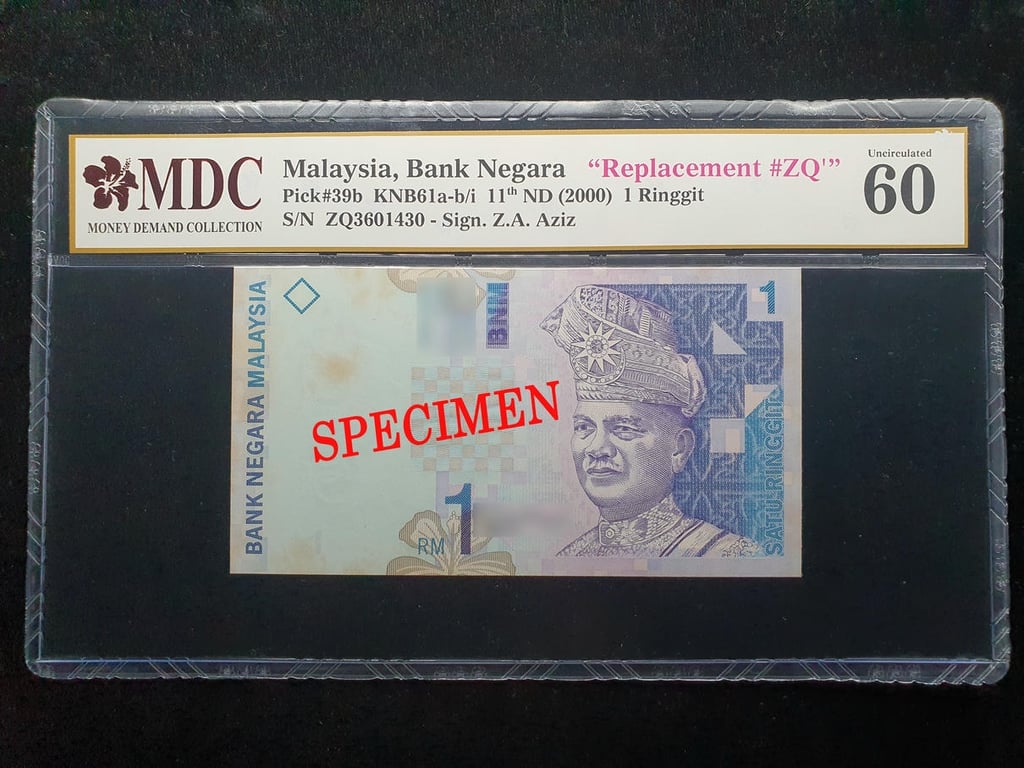 MDC
MONEY DEMAND COLLECTION
Malaysia, Bank Negara “Replacement #ZQ'”
Pick#39b KNB61a-b/i 11th ND (2000) 1 Ringgit
S/N ZQ3601430 - Sign. Z.A. Aziz
Uncirculated
60
BANK NEGARA MALAYSIA
BNM
1
SPECIMEN
RM 1
SATU RINGGIT